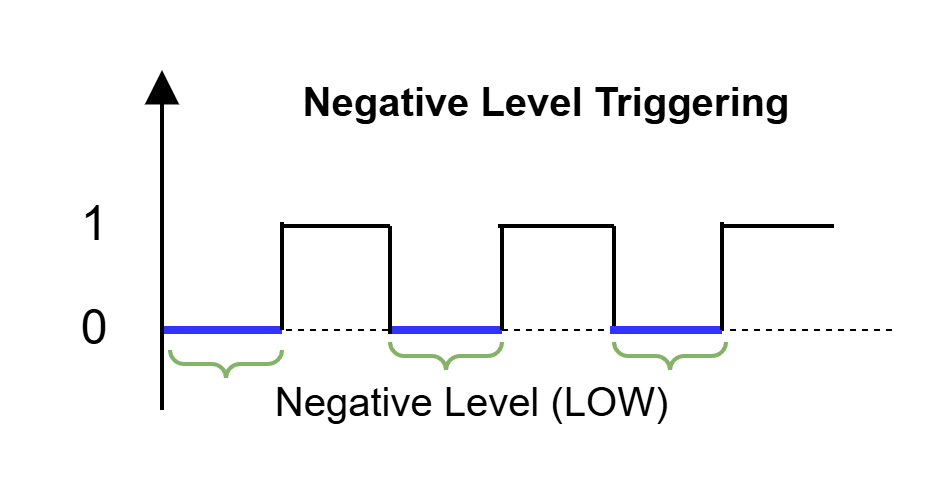 Negative Level Triggering
1
0
Negative Level (LOW)